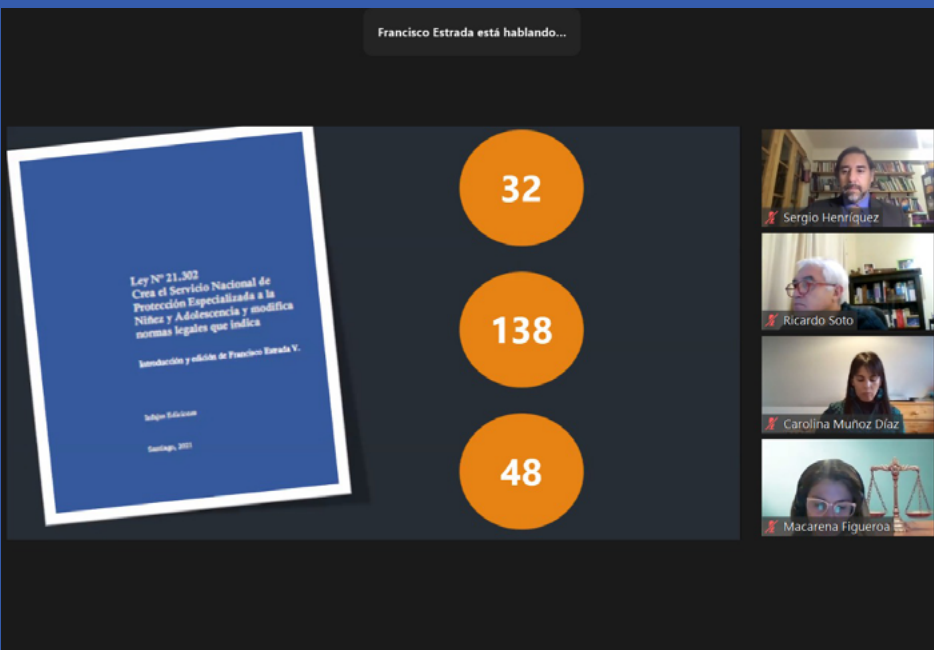 Francisco Estrada está hablando...
Ley Nº 21.302
Crea el Servicio Nacional de
Protección Especializada a la
Niñez y Adolescencia y modifica
normas legales que indica
Introducción y edición de Francisco Estrada V.
Ediciones
Santiago, 2021
32
138
48
Sergio Henríquez
Ricardo Soto
Carolina Muñoz Díaz
Macarena Figueroa